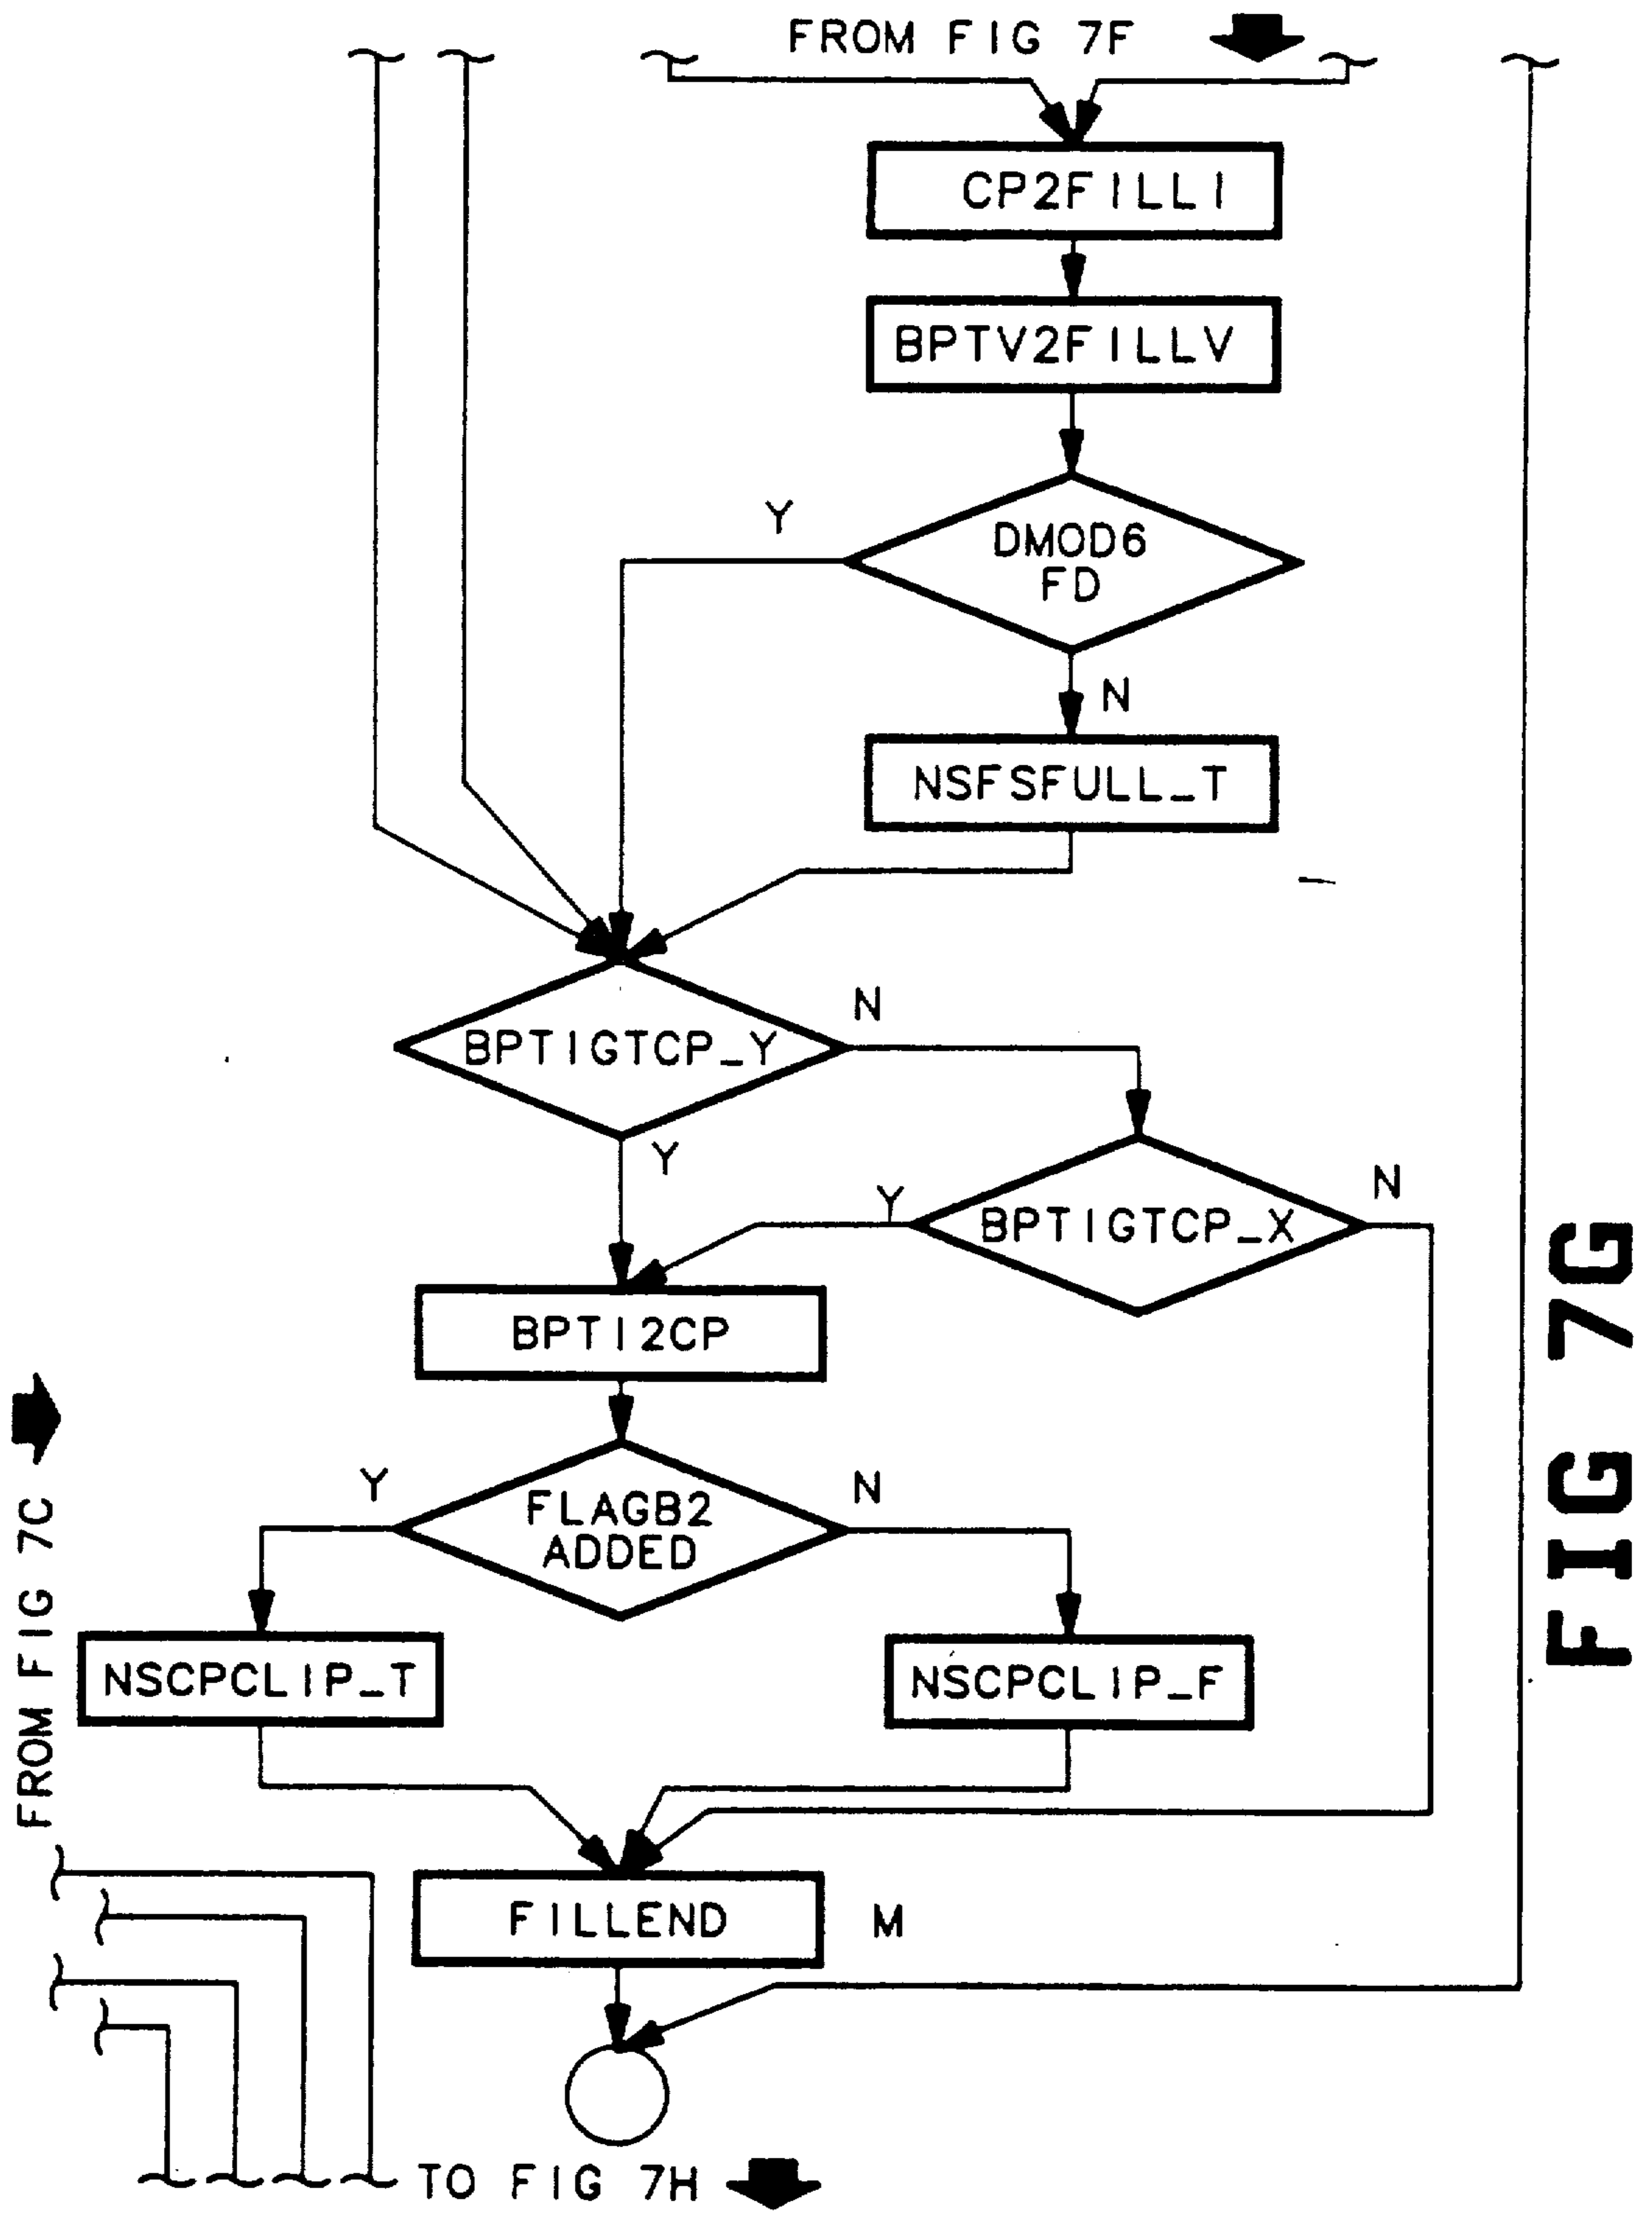 FROM FIG 7F
CP2FILLI
BPTV2FILLV
Y
DMOD6
FD
N
NSFSFULL_T
BPTIGTCP_Y
N
Y
BPTIGTCP_X
Y
N
BPTI2CP
FLAGB2
ADDED
Y
N
NSCPCLIP_T
NSCPCLIP_F
FILLEND
M
FROM FIG 7C
TO FIG 7H
FIG 7G